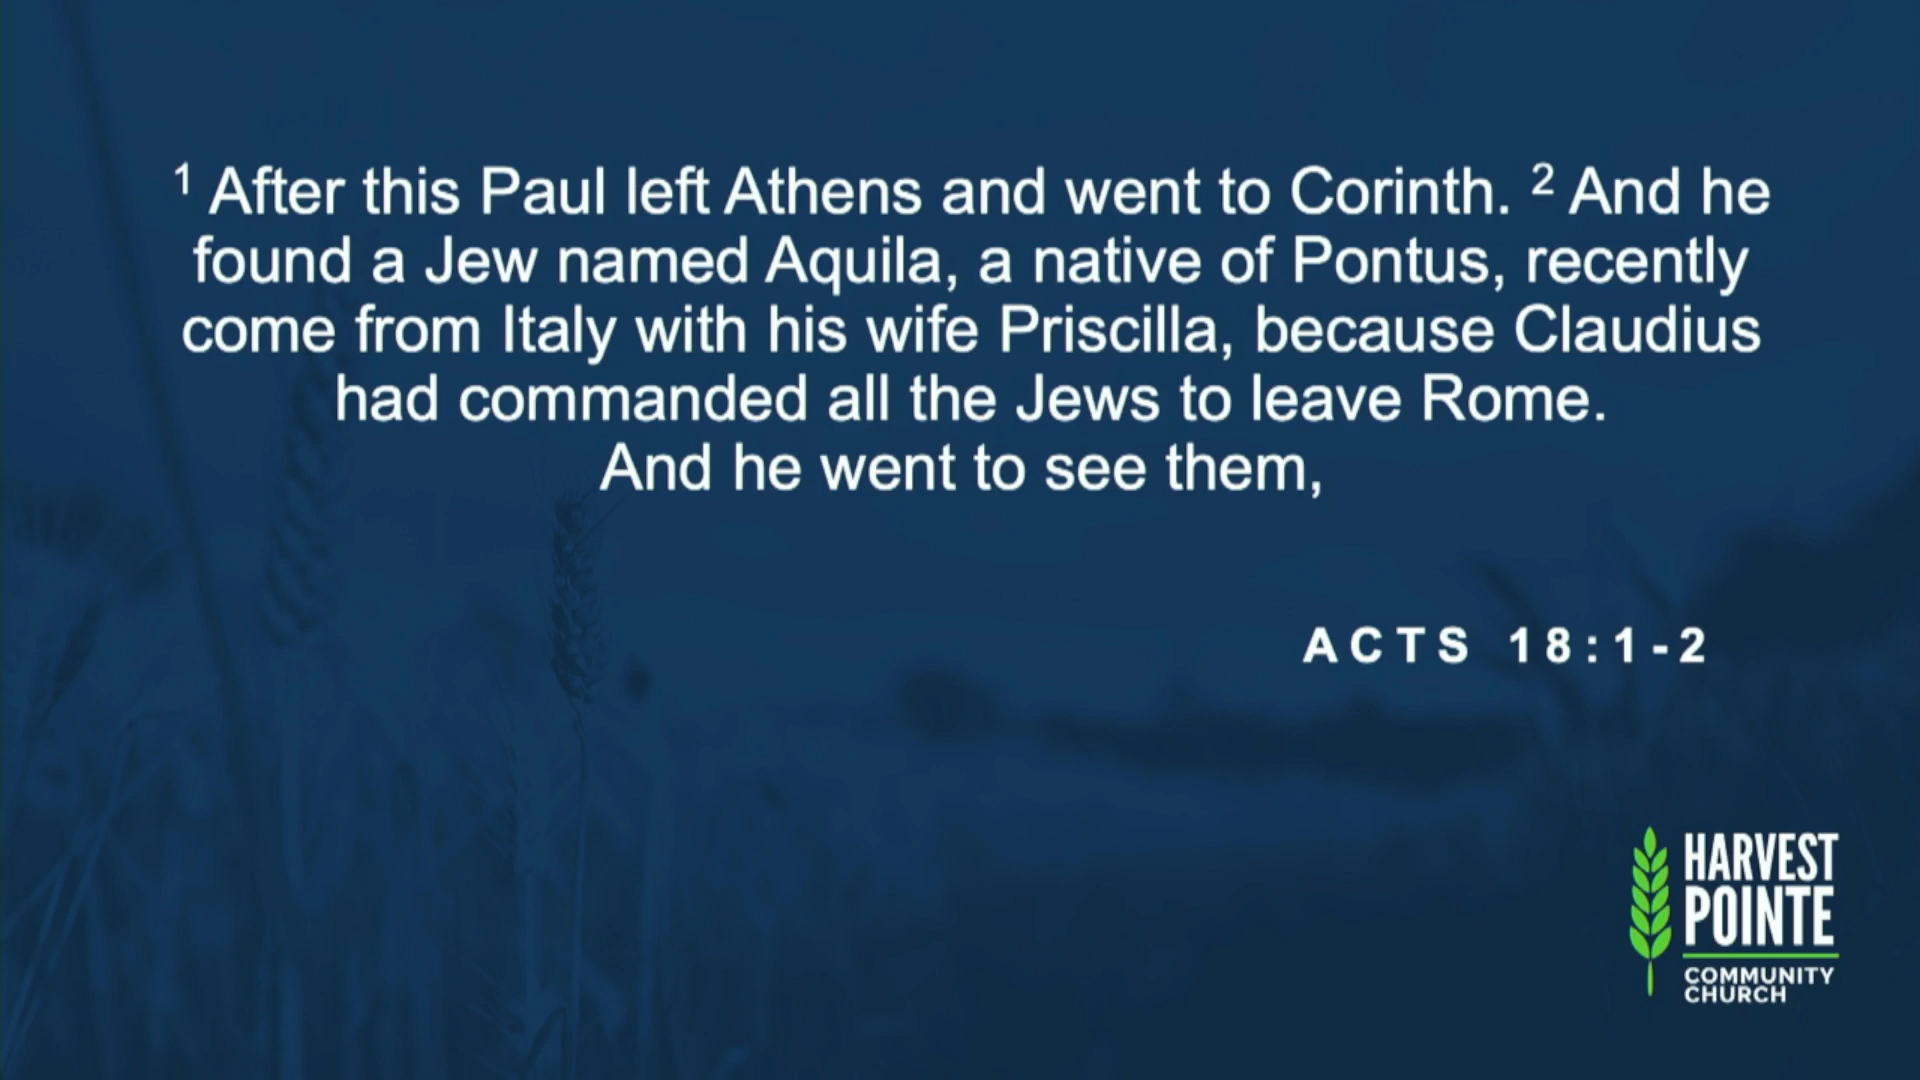 ¹ After this Paul left Athens and went to Corinth. ² And he
found a Jew named Aquila, a native of Pontus, recently
come from Italy with his wife Priscilla, because Claudius
had commanded all the Jews to leave Rome.
And he went to see them,
ACTS 18:1-2
HARVEST
POINTE
COMMUNITY
CHURCH